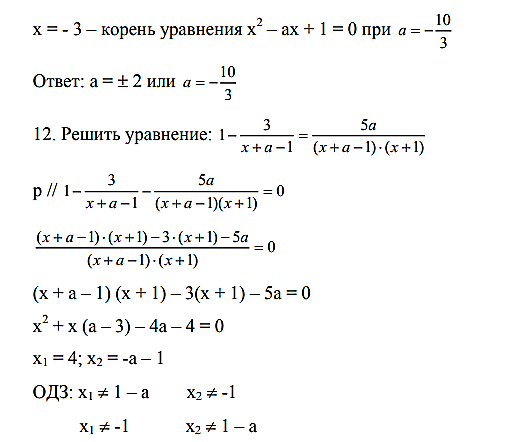 x = - 3 – корень уравнения x² – ax + 1 = 0 при a = −10/3
Ответ: a = ± 2 или a = −10/3
12. Решить уравнение: 1 − 3/(x + a − 1) = 5a/((x + a − 1)·(x + 1))
р // 1 − 3/(x + a − 1) − 5a/((x + a − 1)(x + 1)) = 0
((x + a − 1)·(x + 1) − 3·(x + 1) − 5a)/((x + a − 1)·(x + 1)) = 0
(x + a – 1) (x + 1) – 3(x + 1) – 5a = 0
x² + x (a – 3) – 4a – 4 = 0
x₁ = 4; x₂ = -a – 1
ОДЗ: x₁ ≠ 1 – a x₂ ≠ -1
x₁ ≠ -1 x₂ ≠ 1 – a